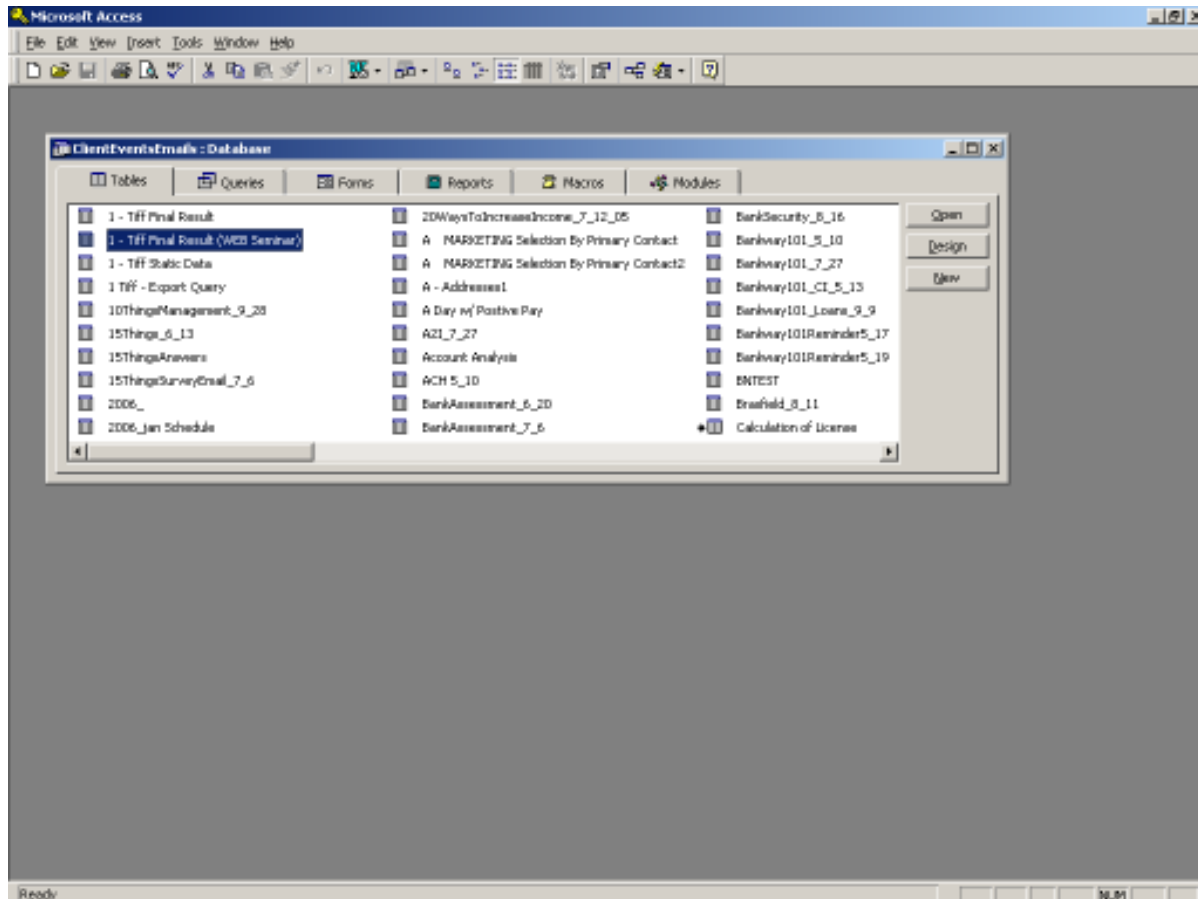 Microsoft Access
File Edit View Insert Tools Window Help
ClientEventsEmails : Database
Tables Queries Forms Reports Macros Modules
1 - Tiff Final Result
1 - Tiff Final Result (WEB Seminar)
1 - Tiff Static Data
1 Tiff - Export Query
10ThingsManagement_9_28
15Things_6_13
15ThingsAnswers
15ThingsSurveyEmail_7_6
2006_
2006_jan Schedule
20WaysToIncreaseIncome_7_12_05
A MARKETING Selection By Primary Contact
A MARKETING Selection By Primary Contact2
A - Addresses1
A Day w/ Postive Pay
A2I_7_27
Account Analysis
ACH 5_10
BankAssessment_6_20
BankAssessment_7_6
BankSecurity_8_16
Bankway101_5_10
Bankway101_7_27
Bankway101_CI_5_13
Bankway101_Loans_9_9
Bankway101Reminder5_17
Bankway101Reminder5_19
BNTEST
Brasfield_8_11
Calculation of License
Open
Design
New
Ready NUM